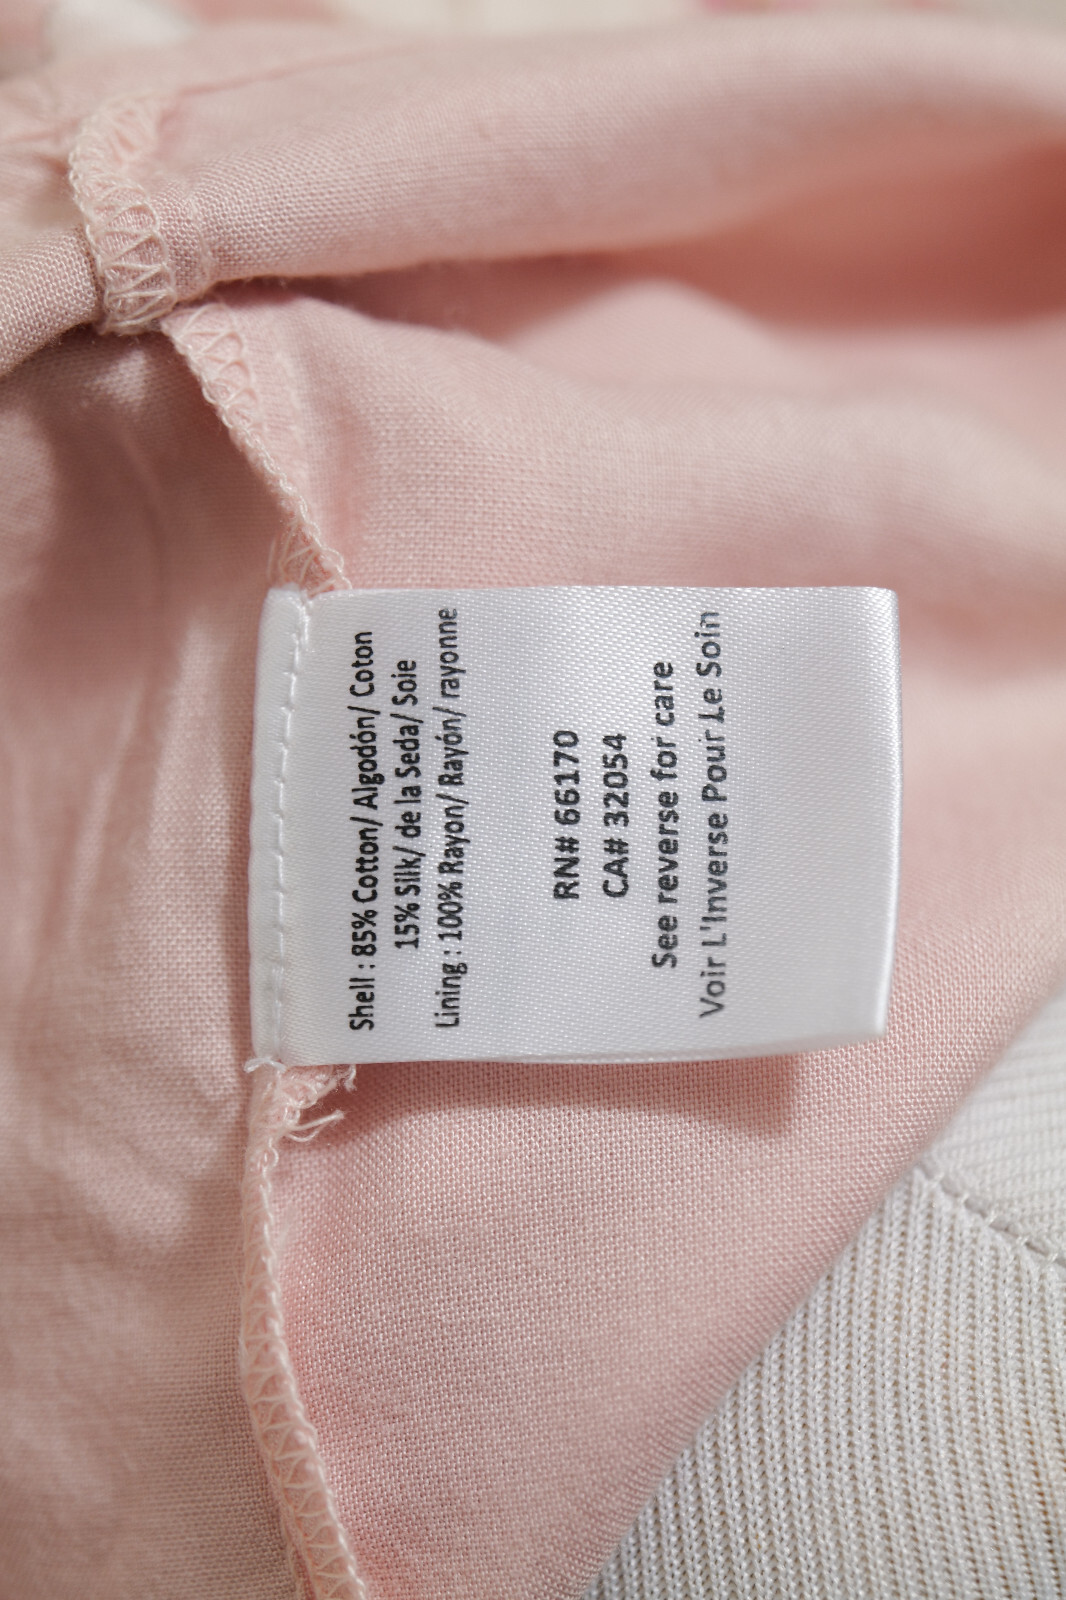 Shell : 85% Cotton/ Algodón/ Coton
15% Silk/ de la Seda/ Soie
Lining : 100% Rayon/ Rayón/ rayonne
RN# 66170
CA# 32054
See reverse for care
Voir L'Inverse Pour Le Soin